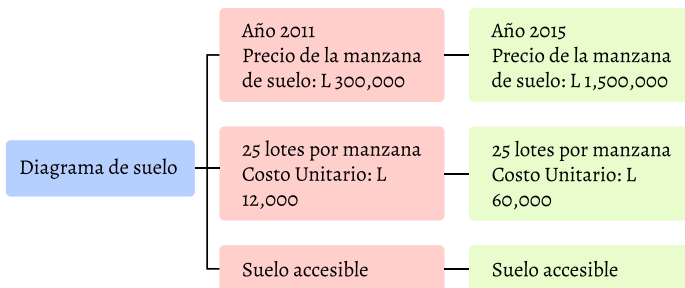 Diagrama de suelo
Año 2011
Precio de la manzana
de suelo: L 300,000
Año 2015
Precio de la manzana
de suelo: L 1,500,000
25 lotes por manzana
Costo Unitario: L
12,000
25 lotes por manzana
Costo Unitario: L
60,000
Suelo accesible
Suelo accesible